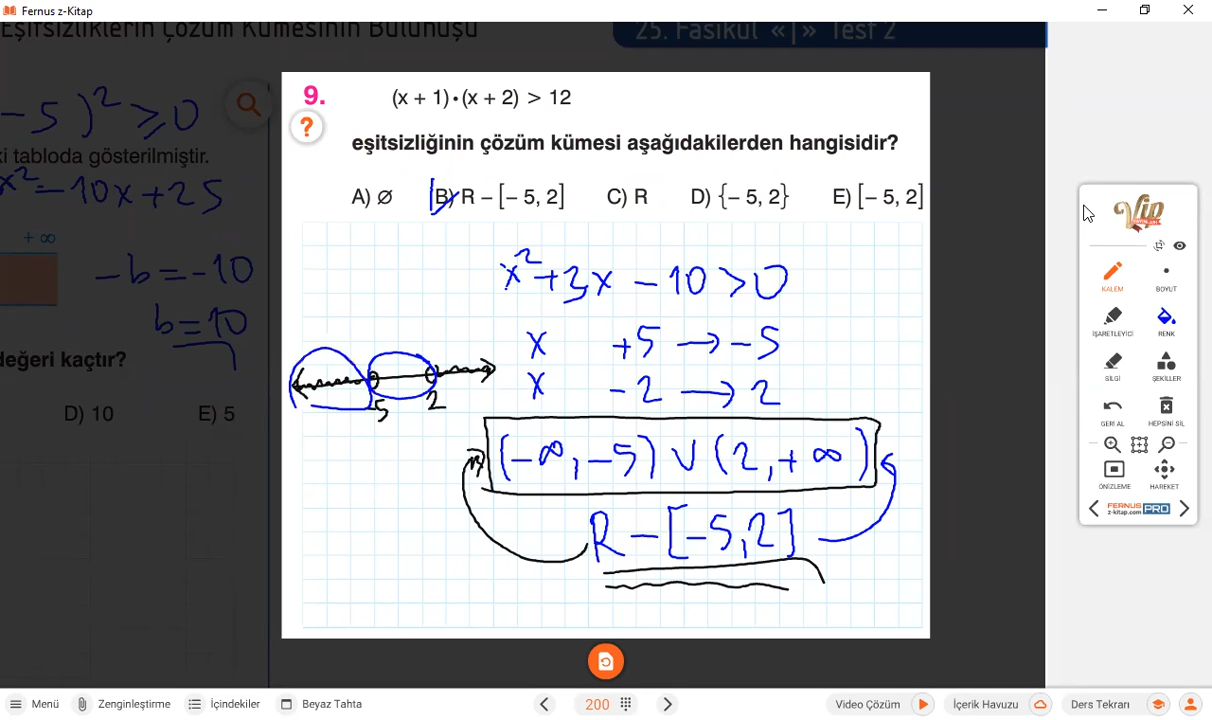 Fernus z-Kitap
Eşitsizliklerin Çözüm Kümesinin Bulunuşu
25. Fasikül «|» Test 2
- 5)² ≥ 0
ki tabloda gösterilmiştir.
x² - 10x + 25
+ ∞
-b = -10
b = 10
değeri kaçtır?
D) 10 E) 5
9. (x + 1)•(x + 2) > 12
?
eşitsizliğinin çözüm kümesi aşağıdakilerden hangisidir?
A) ∅ B) R – [– 5, 2] C) R D) {– 5, 2} E) [– 5, 2]
x² + 3x - 10 > 0
x +5 → -5
x -2 → 2
5 2
(-∞, -5) ∨ (2, +∞)
R - [-5, 2]
Vip
KALEM BOYUT
İŞARETLEYİCİ RENK
SİLGİ ŞEKİLLER
GERİ AL HEPSİNİ SİL
ÖNİZLEME HAREKET
FERNUS
z-kitap.com PRO
Menü Zenginleştirme İçindekiler Beyaz Tahta 200 Video Çözüm İçerik Havuzu Ders Tekrarı